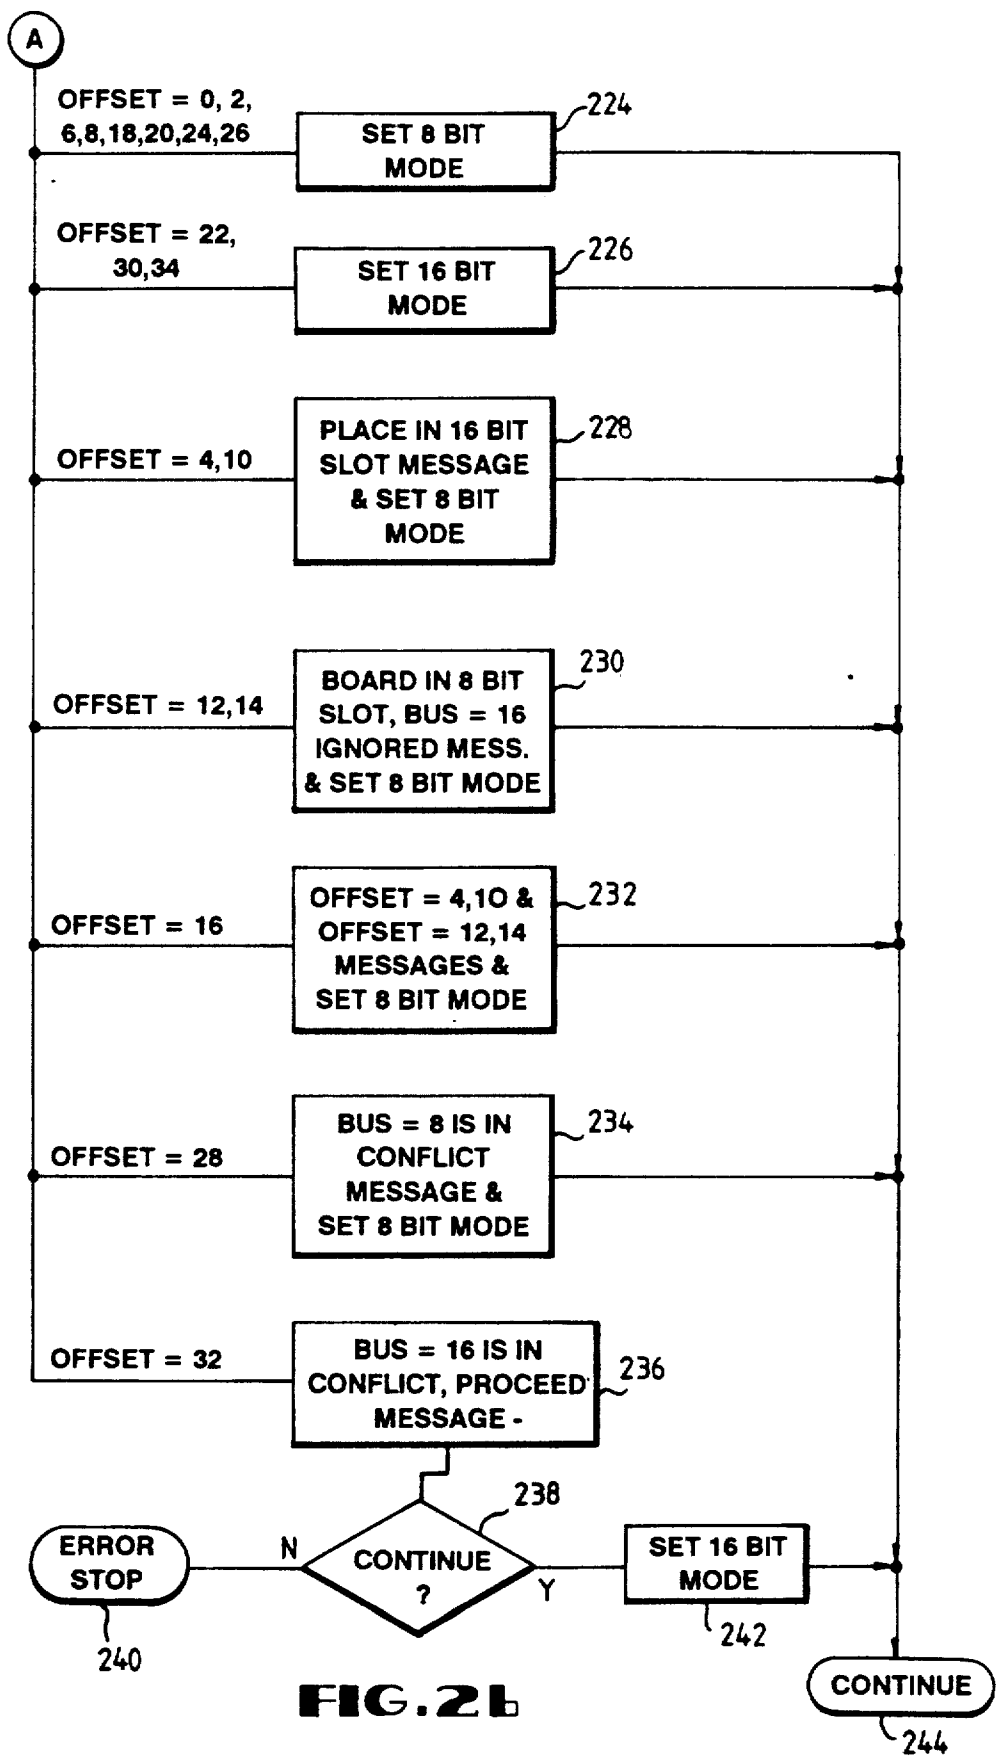 A
OFFSET = 0, 2,
6,8,18,20,24,26
SET 8 BIT
MODE
224
OFFSET = 22,
30,34
SET 16 BIT
MODE
226
OFFSET = 4,10
PLACE IN 16 BIT
SLOT MESSAGE
& SET 8 BIT
MODE
228
OFFSET = 12,14
BOARD IN 8 BIT
SLOT, BUS = 16
IGNORED MESS.
& SET 8 BIT MODE
230
OFFSET = 16
OFFSET = 4,10 &
OFFSET = 12,14
MESSAGES &
SET 8 BIT MODE
232
OFFSET = 28
BUS = 8 IS IN
CONFLICT
MESSAGE &
SET 8 BIT MODE
234
OFFSET = 32
BUS = 16 IS IN
CONFLICT, PROCEED
MESSAGE -
236
238
ERROR
STOP
240
N
CONTINUE
?
Y
SET 16 BIT
MODE
242
CONTINUE
244
FIG.2b